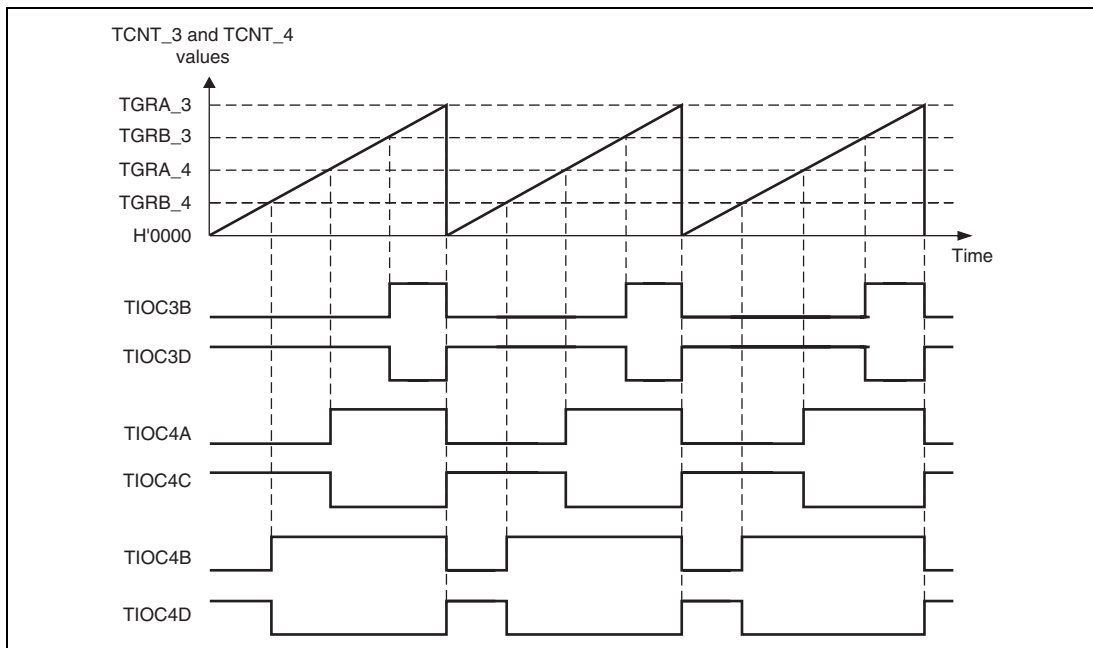 TCNT_3 and TCNT_4
values
TGRA_3
TGRB_3
TGRA_4
TGRB_4
H'0000
Time
TIOC3B
TIOC3D
TIOC4A
TIOC4C
TIOC4B
TIOC4D